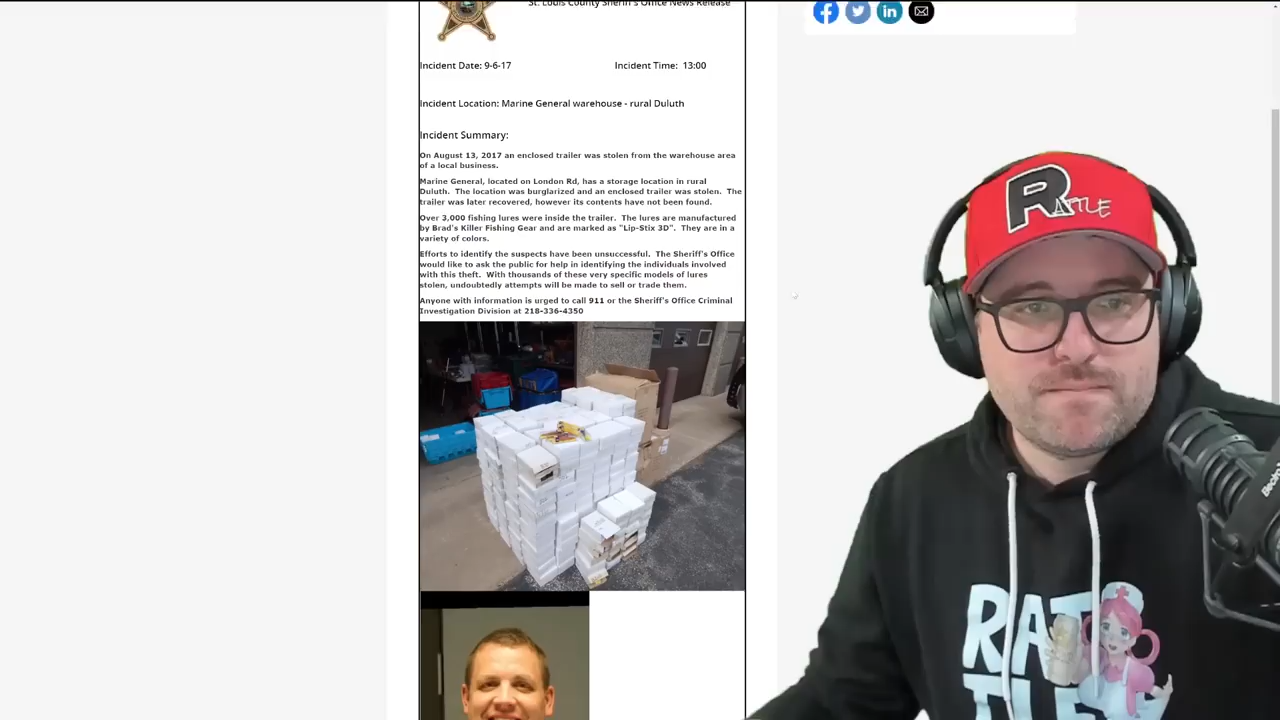 St. Louis County Sheriff's Office News Release
Incident Date: 9-6-17
Incident Time: 13:00
Incident Location: Marine General warehouse - rural Duluth
Incident Summary:
On August 13, 2017 an enclosed trailer was stolen from the warehouse area
of a local business.
Marine General, located on London Rd, has a storage location in rural
Duluth. The location was burglarized and an enclosed trailer was stolen. The
trailer was later recovered, however its contents have not been found.
Over 3,000 fishing lures were inside the trailer. The lures are manufactured
by Brad's Killer Fishing Gear and are marked as "Lip-Stix 3D". They are in a
variety of colors.
Efforts to identify the suspects have been unsuccessful. The Sheriff's Office
would like to ask the public for help in identifying the individuals involved
with this theft. With thousands of these very specific models of lures
stolen, undoubtedly attempts will be made to sell or trade them.
Anyone with information is urged to call 911 or the Sheriff's Office Criminal
Investigation Division at 218-336-4350
f
in
RATTLE
RAT
TLE